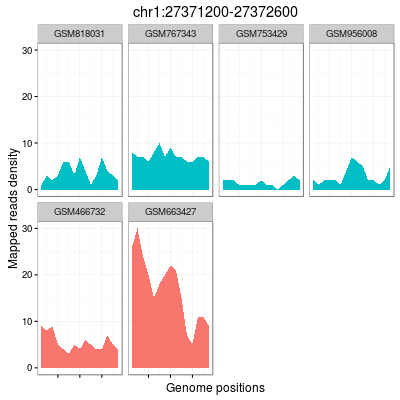 chr1:27371200-27372600
GSM818031 GSM767343 GSM753429 GSM956008
30
20
10
0
GSM466732 GSM663427
30
20
10
0
Mapped reads density
Genome positions